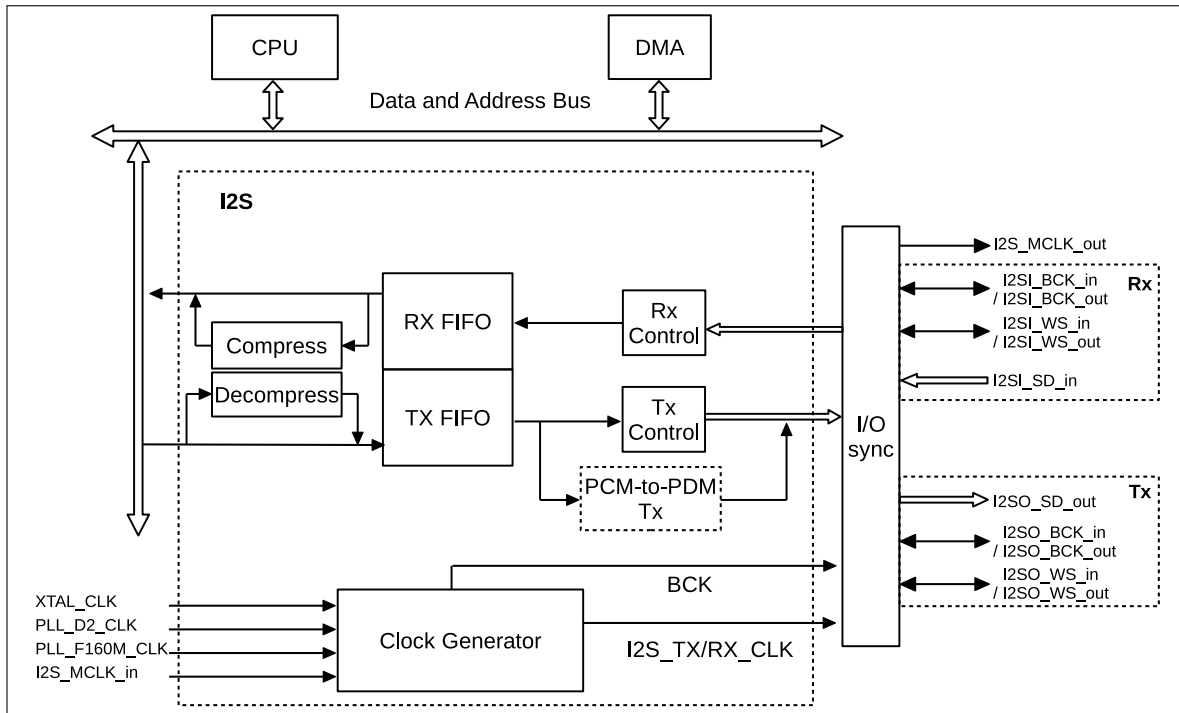 CPU
DMA
Data and Address Bus
I2S
RX FIFO
Rx
Control
Compress
Decompress
TX FIFO
Tx
Control
PCM-to-PDM
Tx
I/O
sync
I2S_MCLK_out
Rx
I2SI_BCK_in
/ I2SI_BCK_out
I2SI_WS_in
/ I2SI_WS_out
I2SI_SD_in
Tx
I2SO_SD_out
I2SO_BCK_in
/ I2SO_BCK_out
I2SO_WS_in
/ I2SO_WS_out
BCK
XTAL_CLK
PLL_D2_CLK
PLL_F160M_CLK
I2S_MCLK_in
Clock Generator
I2S_TX/RX_CLK